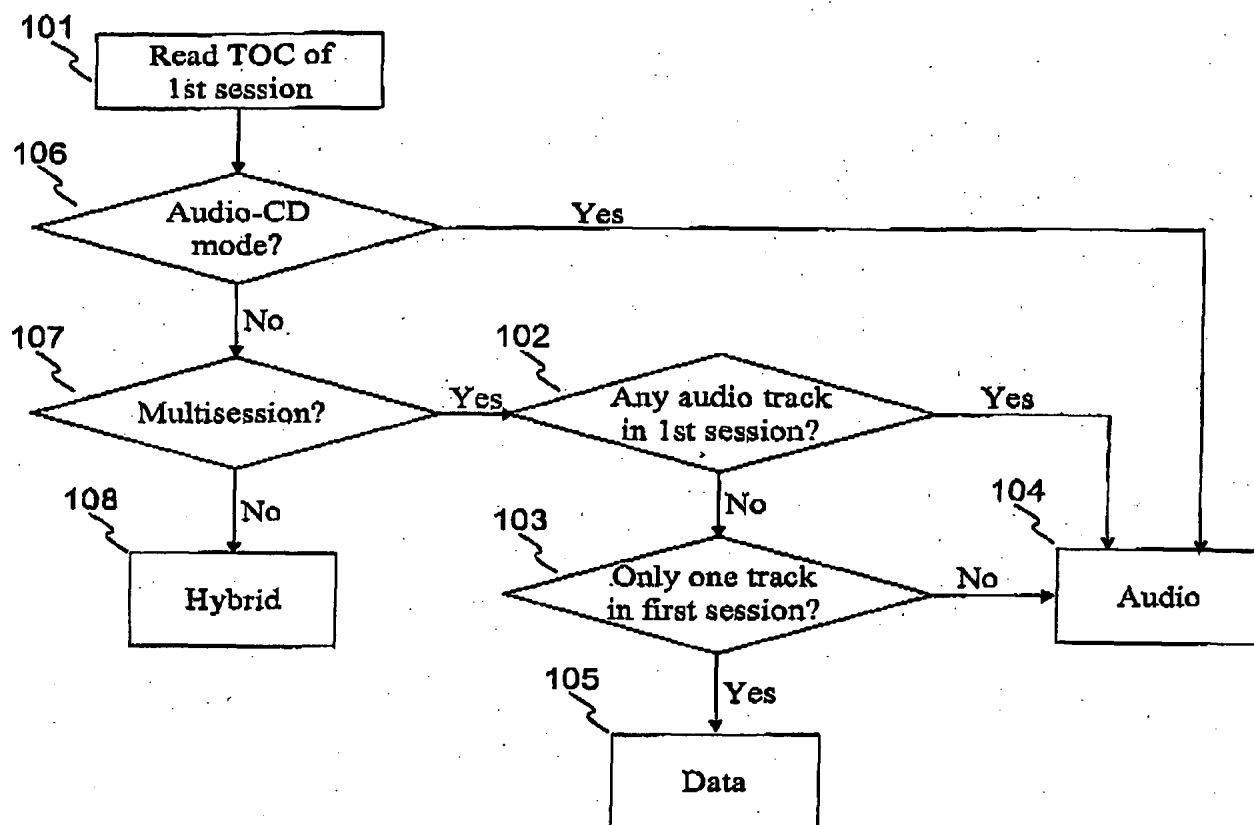 101
Read TOC of
1st session
106
Audio-CD
mode?
Yes
No
107
Multisession?
Yes
102
Any audio track
in 1st session?
Yes
No
108
Hybrid
No
103
Only one track
in first session?
No
104
Audio
Yes
105
Data